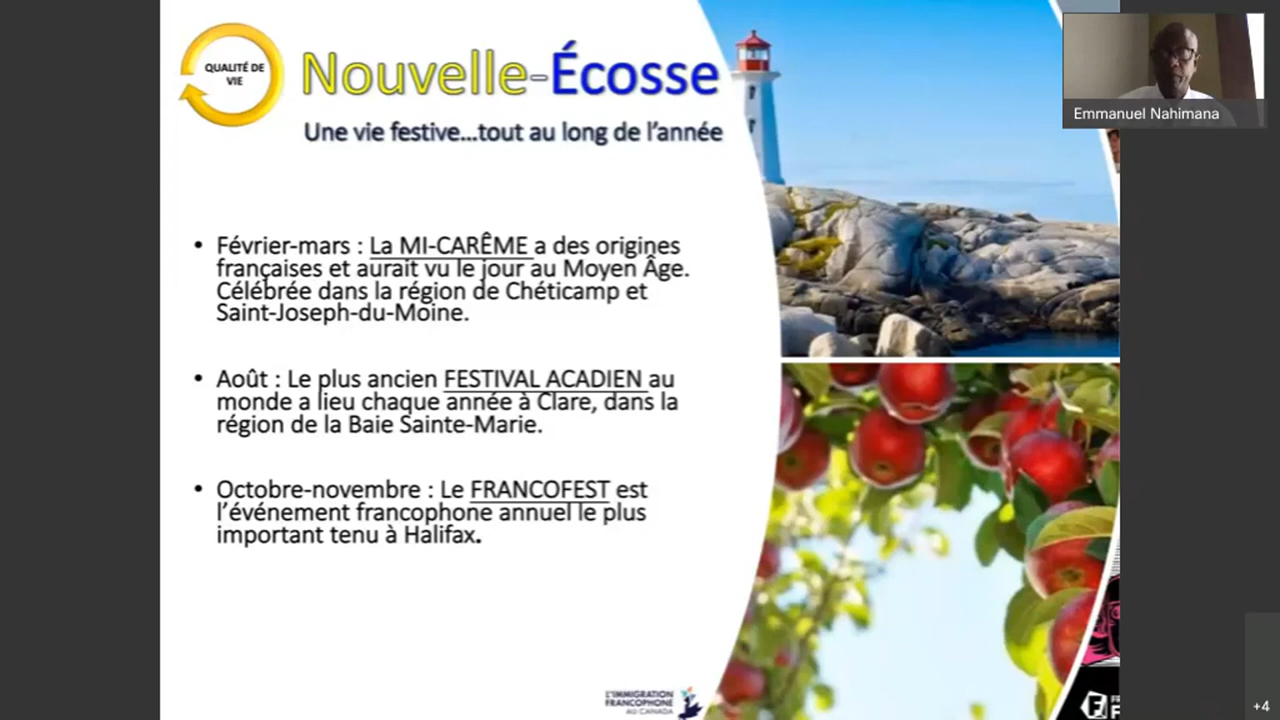 QUALITÉ DE
VIE
Nouvelle-Écosse
Une vie festive...tout au long de l'année
Emmanuel Nahimana
• Février-mars : La MI-CARÊME a des origines
françaises et aurait vu le jour au Moyen Âge.
Célébrée dans la région de Chéticamp et
Saint-Joseph-du-Moine.
• Août : Le plus ancien FESTIVAL ACADIEN au
monde a lieu chaque année à Clare, dans la
région de la Baie Sainte-Marie.
• Octobre-novembre : Le FRANCOFEST est
l'événement francophone annuel le plus
important tenu à Halifax.
L'IMMIGRATION
FRANCOPHONE
AU CANADA
+4